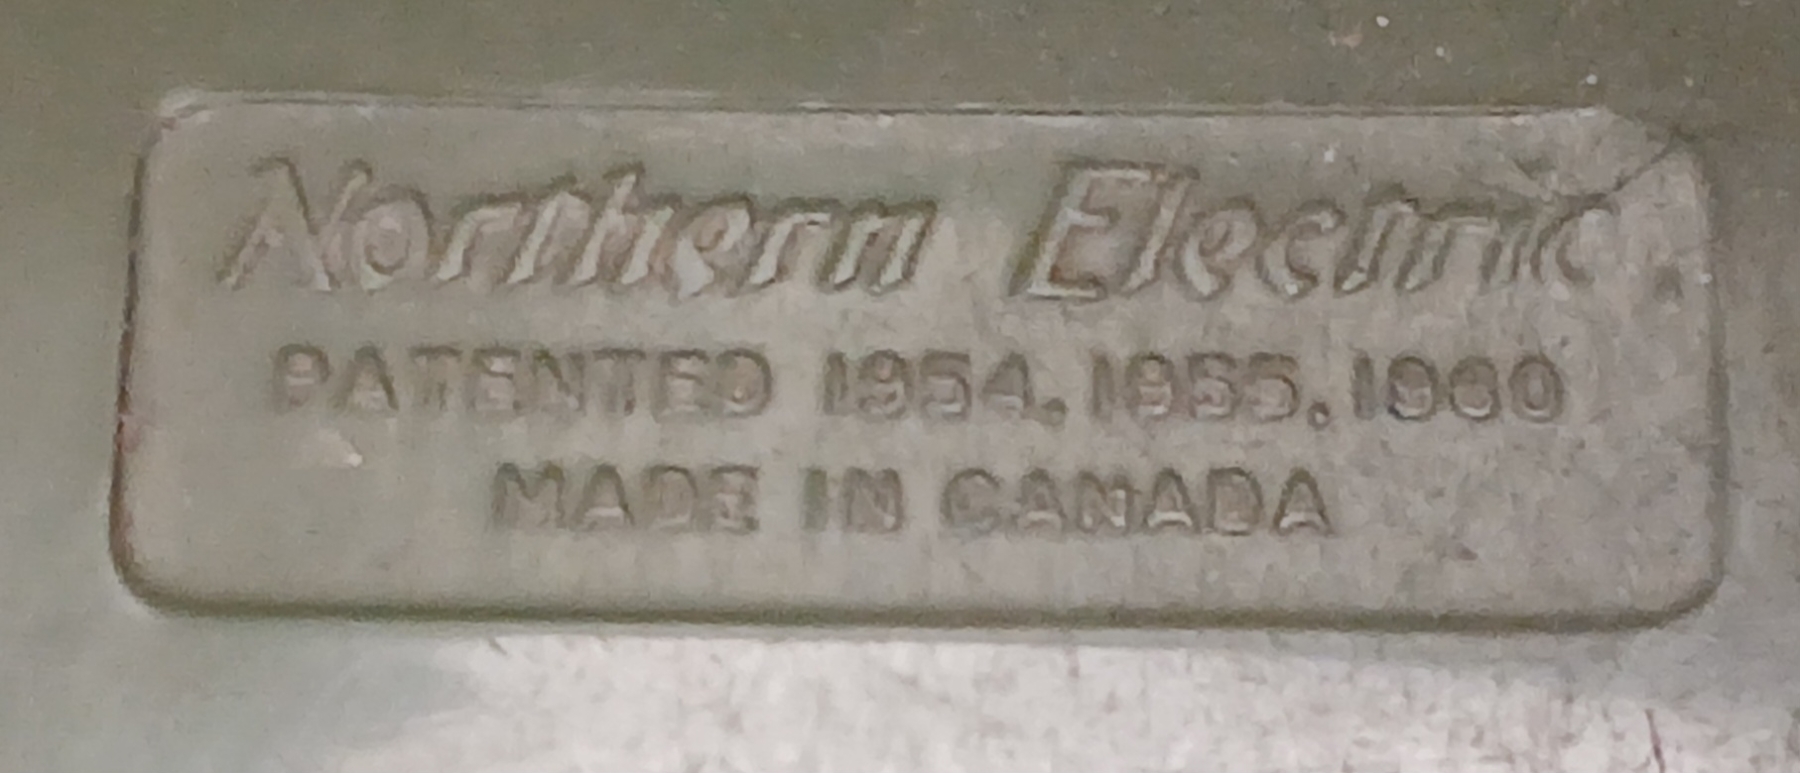 Northern Electric
PATENTED 1954.1955.1960
MADE IN CANADA